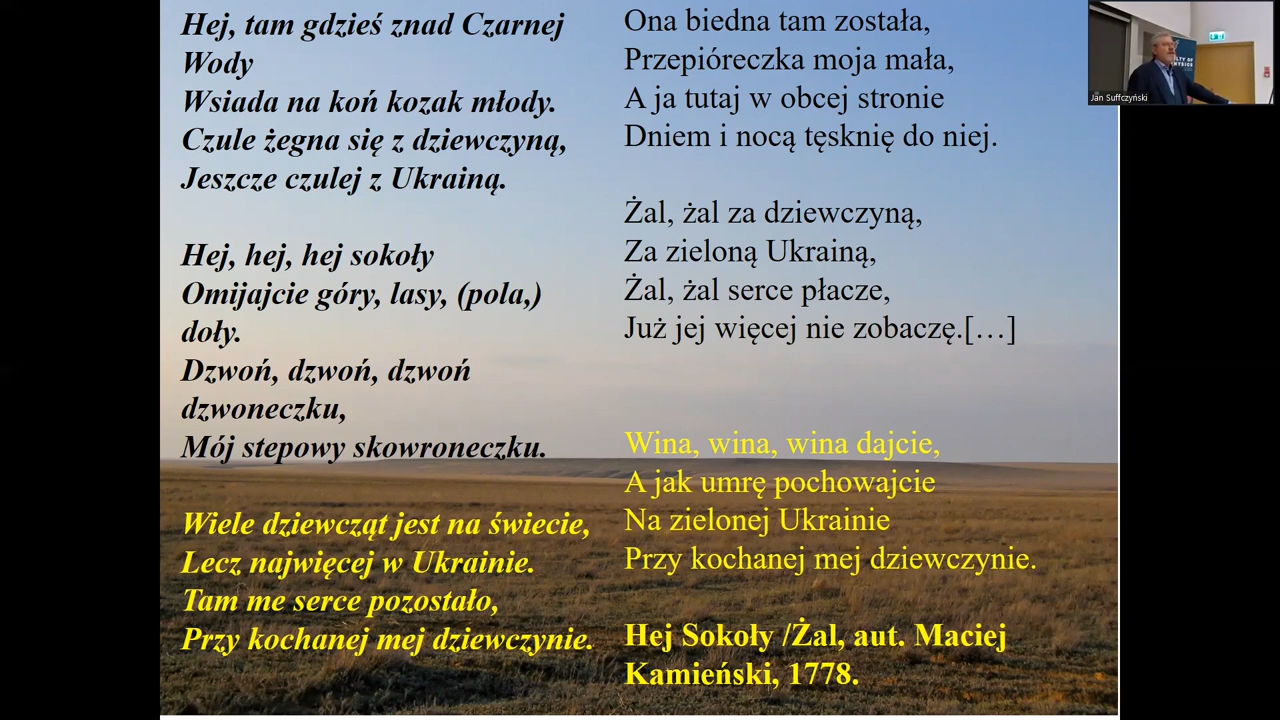 Hej, tam gdzieś znad Czarnej
Wody
Wsiada na koń kozak młody.
Czule żegna się z dziewczyną,
Jeszcze czulej z Ukrainą.
Hej, hej, hej sokoły
Omijajcie góry, lasy, (pola,)
doły.
Dzwoń, dzwoń, dzwoń
dzwoneczku,
Mój stepowy skowroneczku.
Wiele dziewcząt jest na świecie,
Lecz najwięcej w Ukrainie.
Tam me serce pozostało,
Przy kochanej mej dziewczynie.
Ona biedna tam została,
Przepióreczka moja mała,
A ja tutaj w obcej stronie
Dniem i nocą tęsknię do niej.
Żal, żal za dziewczyną,
Za zieloną Ukrainą,
Żal, żal serce płacze,
Już jej więcej nie zobaczę.[…]
Wina, wina, wina dajcie,
A jak umrę pochowajcie
Na zielonej Ukrainie
Przy kochanej mej dziewczynie.
Hej Sokoły /Żal, aut. Maciej
Kamieński, 1778.
Jan Suffczyński